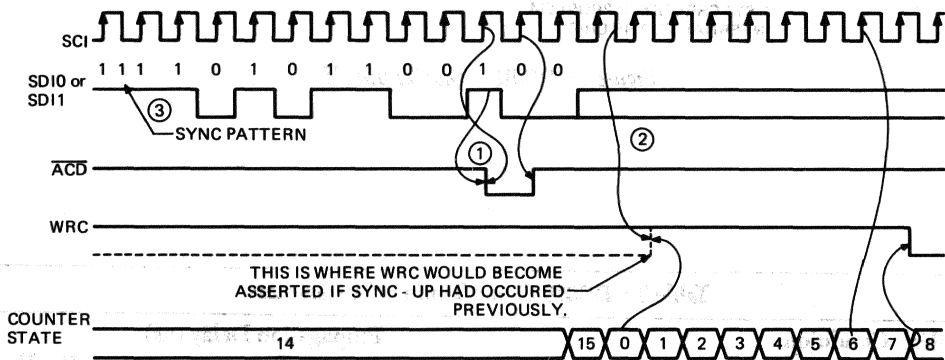 SCI
1 1 1 1 0 1 0 1 1 0 0 1 0 0
SDI0 or
SDI1
③
SYNC PATTERN
①
②
ACD
WRC
THIS IS WHERE WRC WOULD BECOME
ASSERTED IF SYNC - UP HAD OCCURED
PREVIOUSLY.
COUNTER
STATE
14 15 0 1 2 3 4 5 6 7 8